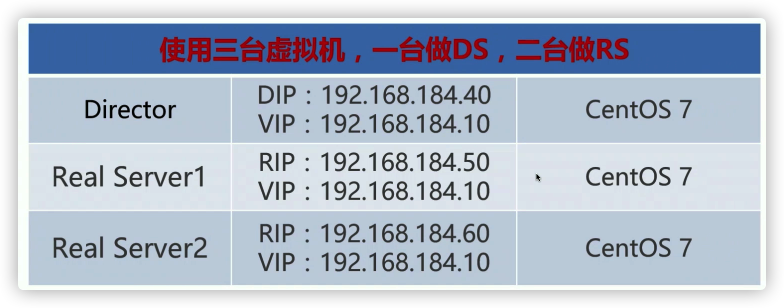 使用三台虚拟机，一台做DS，二台做RS
Director
DIP：192.168.184.40
VIP：192.168.184.10
CentOS 7
Real Server1
RIP：192.168.184.50
VIP：192.168.184.10
CentOS 7
Real Server2
RIP：192.168.184.60
VIP：192.168.184.10
CentOS 7